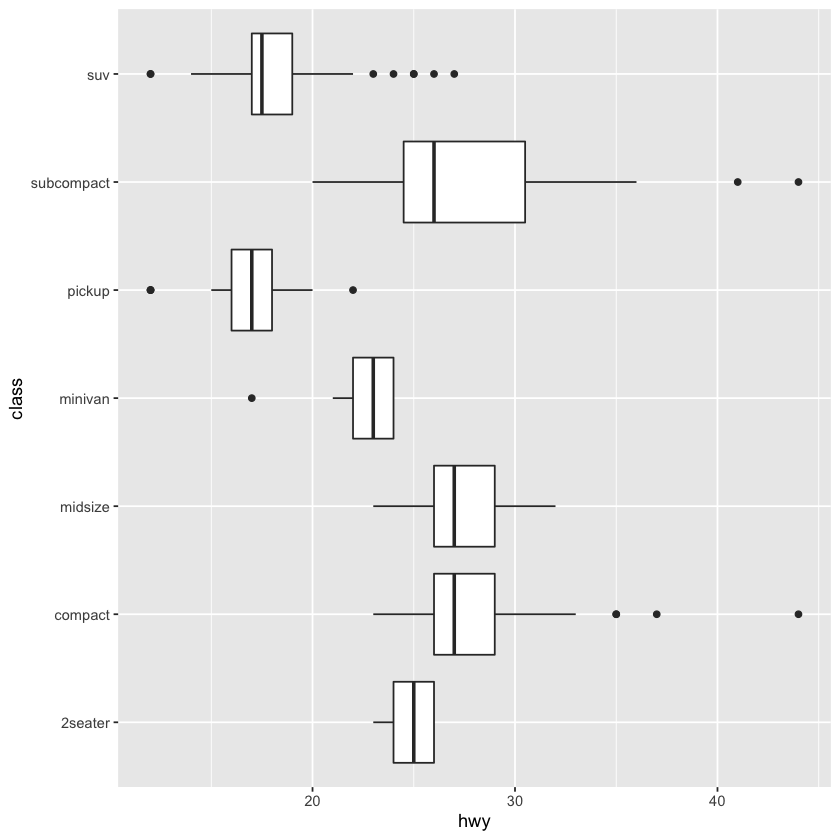 suv
subcompact
pickup
minivan
midsize
compact
2seater
class
20 30 40
hwy